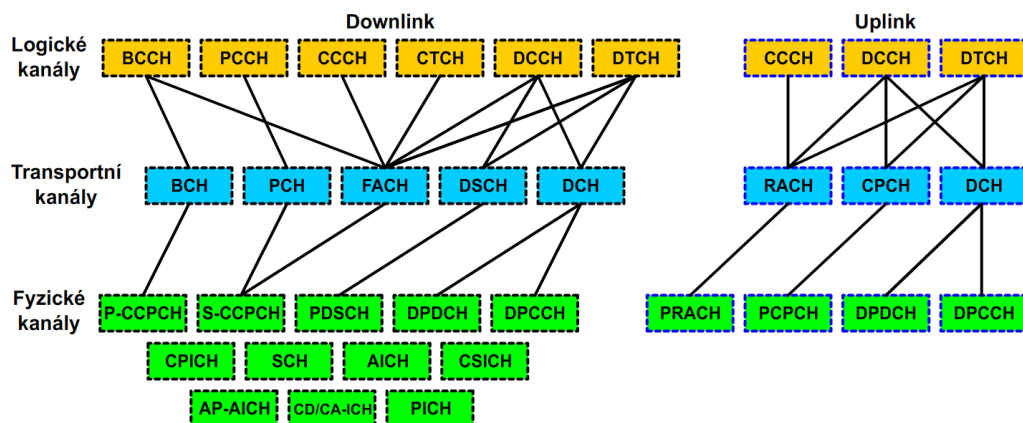 Downlink Uplink
Logické kanály
BCCH PCCH CCCH CTCH DCCH DTCH CCCH DCCH DTCH
Transportní kanály
BCH PCH FACH DSCH DCH RACH CPCH DCH
Fyzické kanály
P-CCPCH S-CCPCH PDSCH DPDCH DPCCH PRACH PCPCH DPDCH DPCCH
CPICH SCH AICH CSICH
AP-AICH CD/CA-ICH PICH